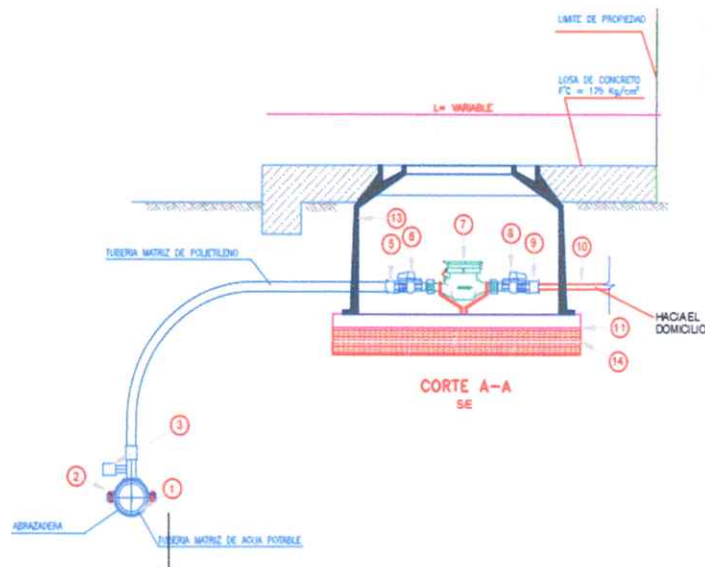 LIMITE DE PROPIEDAD
LOSA DE CONCRETO
F'C = 175 Kg/cm²
L= VARIABLE
13
7
5
6
8
9
10
TUBERIA MATRIZ DE POLIETILENO
HACIA EL
DOMICILIO
11
14
CORTE A-A
S/E
3
2
1
ABRAZADERA
TUBERIA MATRIZ DE AGUA POTABLE